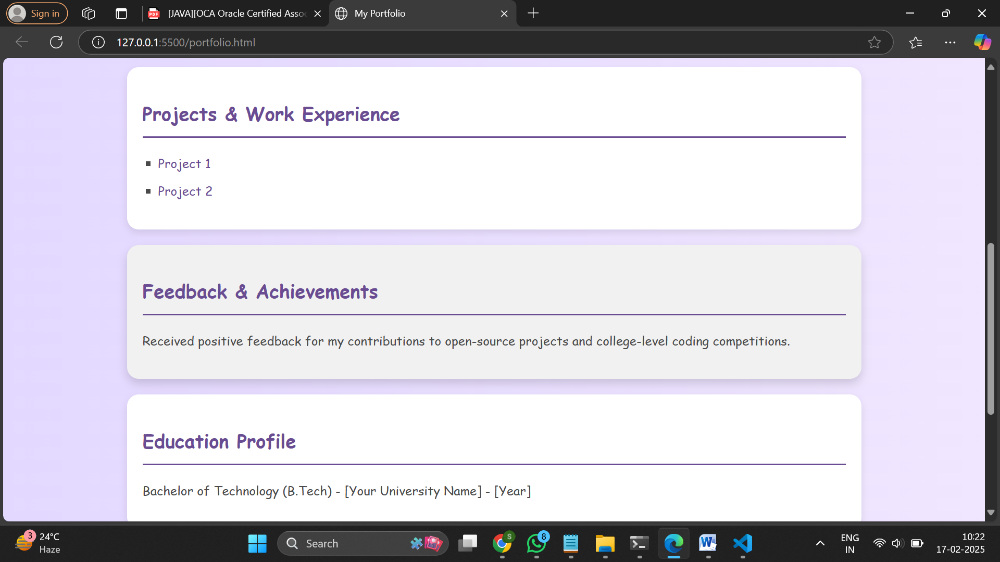 Sign in
[JAVA][OCA Oracle Certified Asso
My Portfolio
127.0.0.1:5500/portfolio.html
Projects & Work Experience
Project 1
Project 2
Feedback & Achievements
Received positive feedback for my contributions to open-source projects and college-level coding competitions.
Education Profile
Bachelor of Technology (B.Tech) - [Your University Name] - [Year]
3
24°C
Haze
Search
S
8
ENG
IN
10:22
17-02-2025